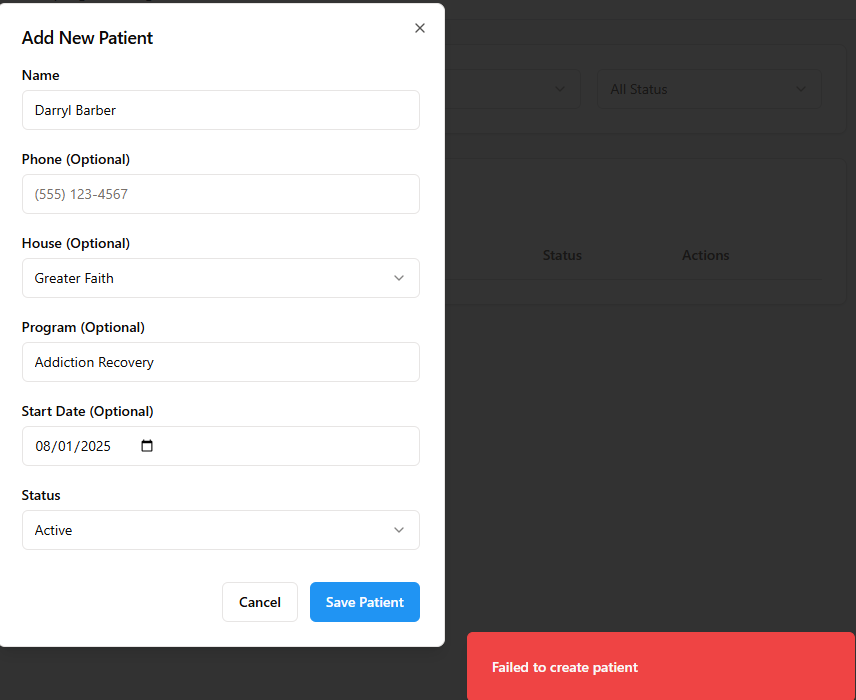 Add New Patient
Name
Darryl Barber
Phone (Optional)
(555) 123-4567
House (Optional)
Greater Faith
Program (Optional)
Addiction Recovery
Start Date (Optional)
08/01/2025
Status
Active
Cancel
Save Patient
All Status
Status
Actions
Failed to create patient